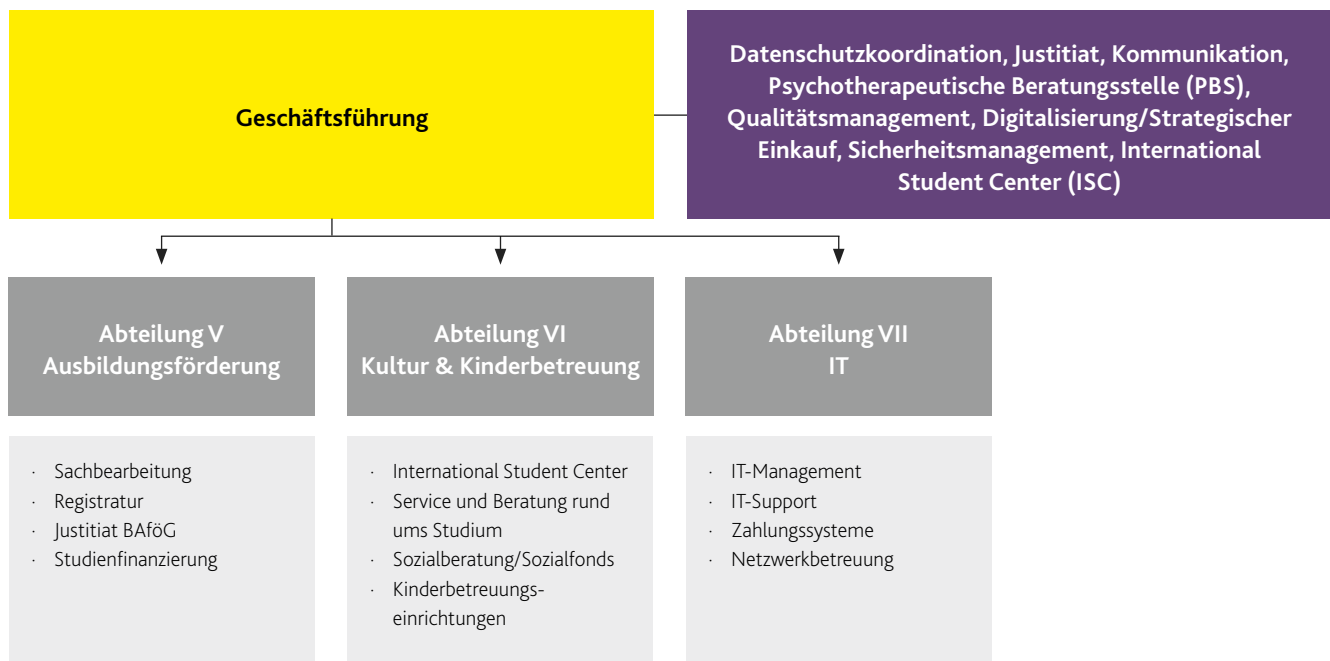 Geschäftsführung
Datenschutzkoordination, Justitiat, Kommunikation,
Psychotherapeutische Beratungsstelle (PBS),
Qualitätsmanagement, Digitalisierung/Strategischer
Einkauf, Sicherheitsmanagement, International
Student Center (ISC)
Abteilung V
Ausbildungsförderung
· Sachbearbeitung
· Registratur
· Justitiat BAföG
· Studienfinanzierung
Abteilung VI
Kultur & Kinderbetreuung
· International Student Center
· Service und Beratung rund
ums Studium
· Sozialberatung/Sozialfonds
· Kinderbetreuungs-
einrichtungen
Abteilung VII
IT
· IT-Management
· IT-Support
· Zahlungssysteme
· Netzwerkbetreuung